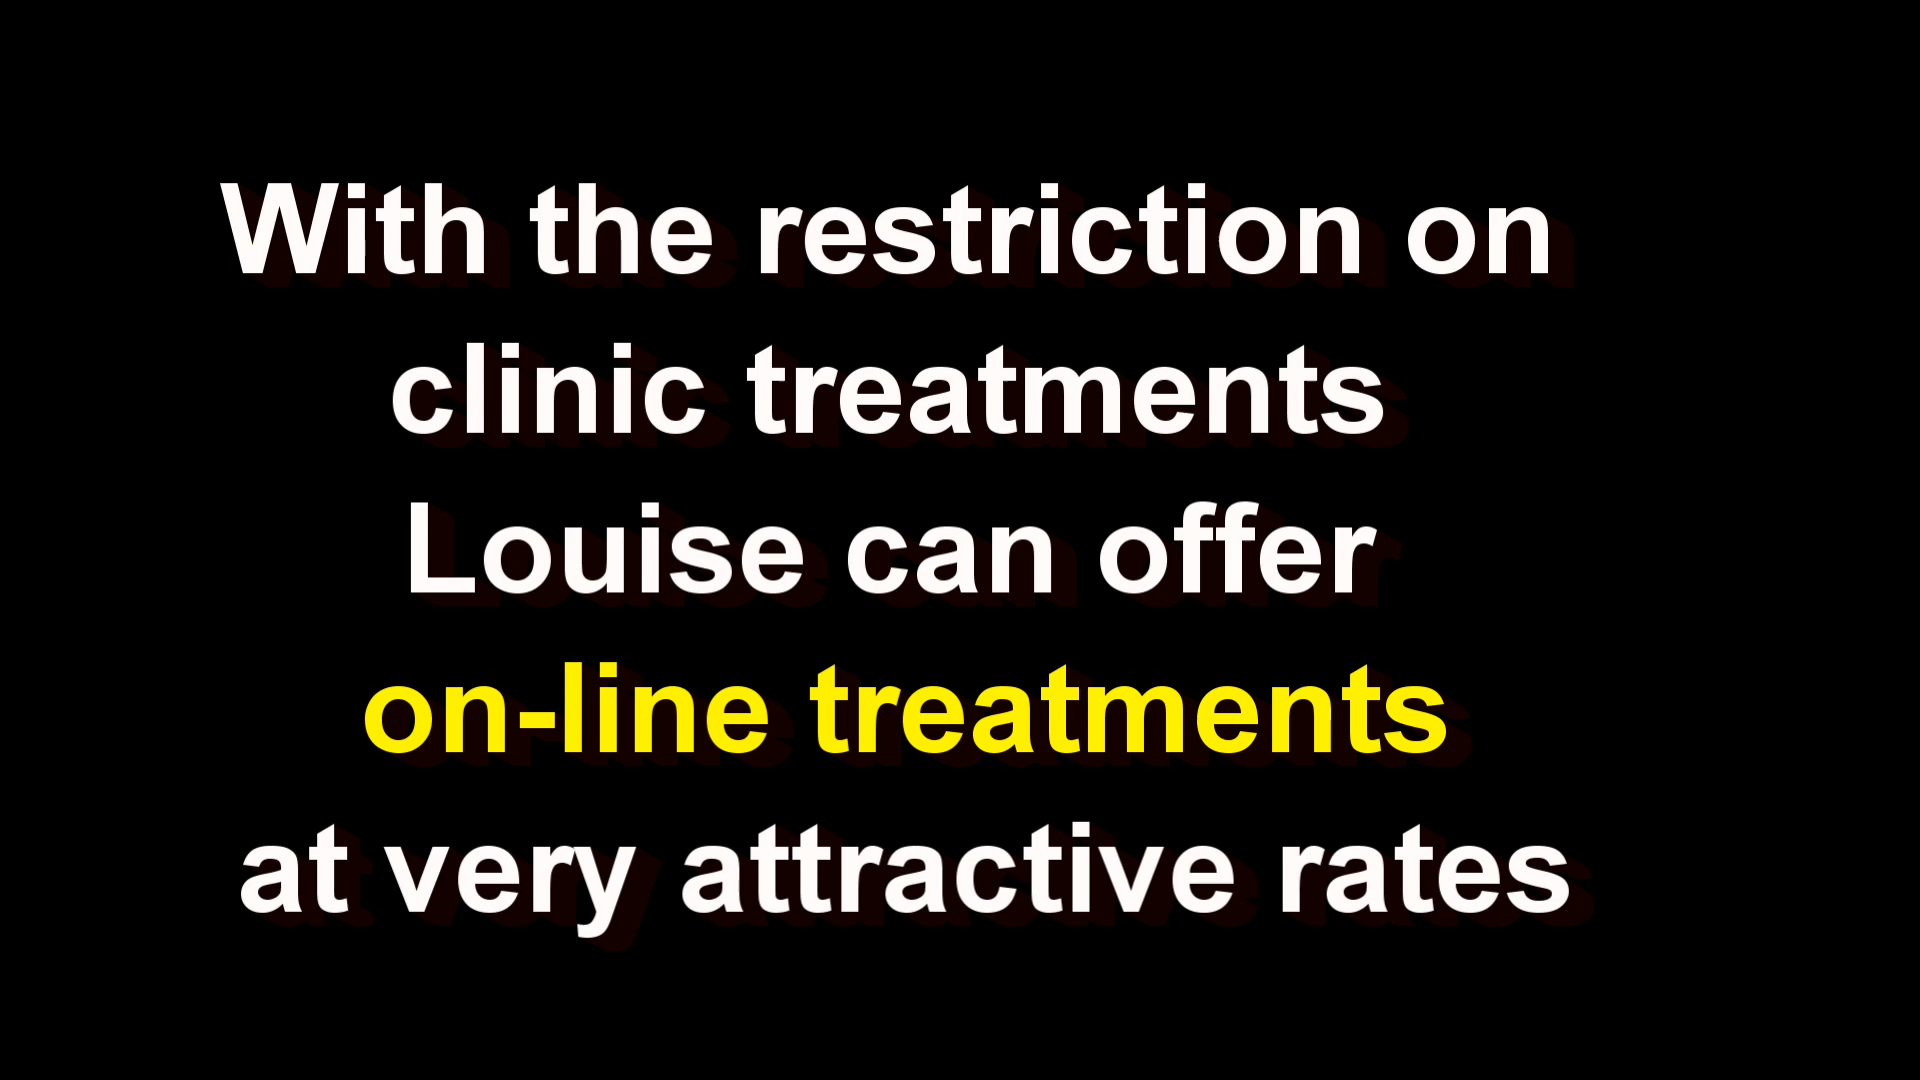 With the restriction on
clinic treatments
Louise can offer
on-line treatments
at very attractive rates